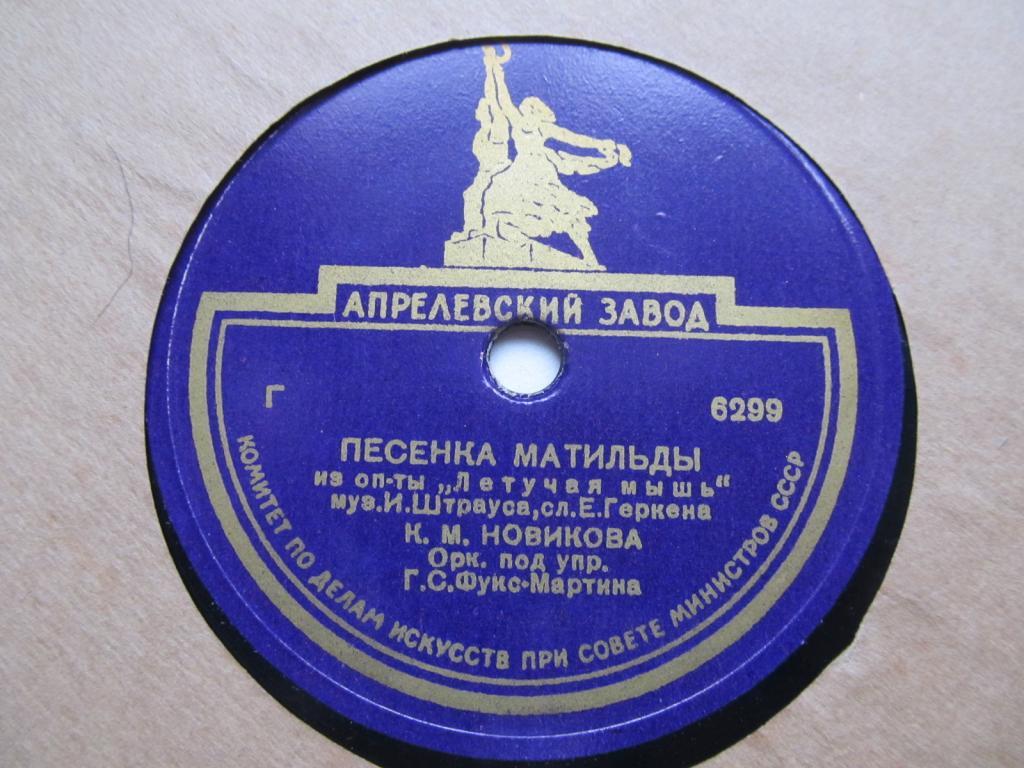 АПРЕЛЕВСКИЙ ЗАВОД
Г
6299
ПЕСЕНКА МАТИЛЬДЫ
из оп-ты „Летучая мышь“
муз.И.Штрауса,сл.Е.Геркена
К. М. НОВИКОВА
Орк. под упр.
Г.С.Фукс-Мартина
КОМИТЕТ ПО ДЕЛАМ ИСКУССТВ ПРИ СОВЕТЕ МИНИСТРОВ СССР